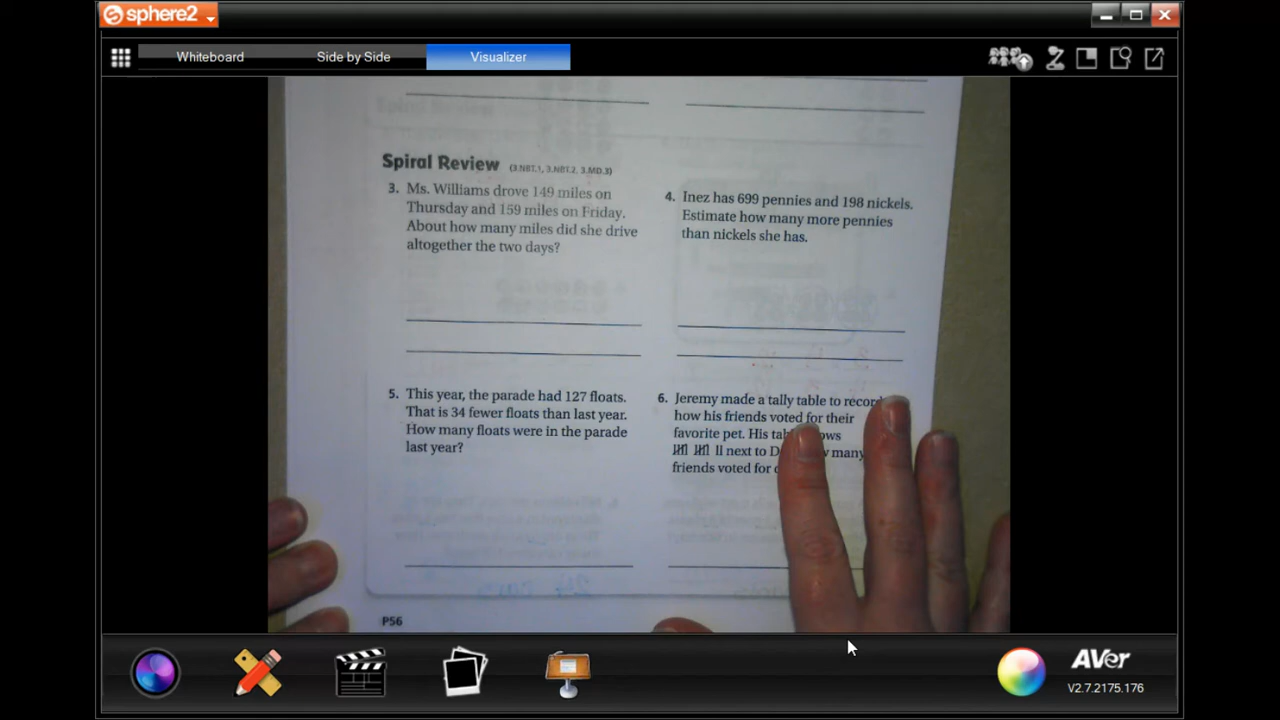 sphere2
Whiteboard
Side by Side
Visualizer
Spiral Review (3.NBT.1, 3.NBT.2, 3.MD.3)
3. Ms. Williams drove 149 miles on
Thursday and 159 miles on Friday.
About how many miles did she drive
altogether the two days?
4. Inez has 699 pennies and 198 nickels.
Estimate how many more pennies
than nickels she has.
5. This year, the parade had 127 floats.
That is 34 fewer floats than last year.
How many floats were in the parade
last year?
6. Jeremy made a tally table to record
how his friends voted for their
favorite pet. His
next to many
friends voted for
P56
AVer
V2.7.2175.176